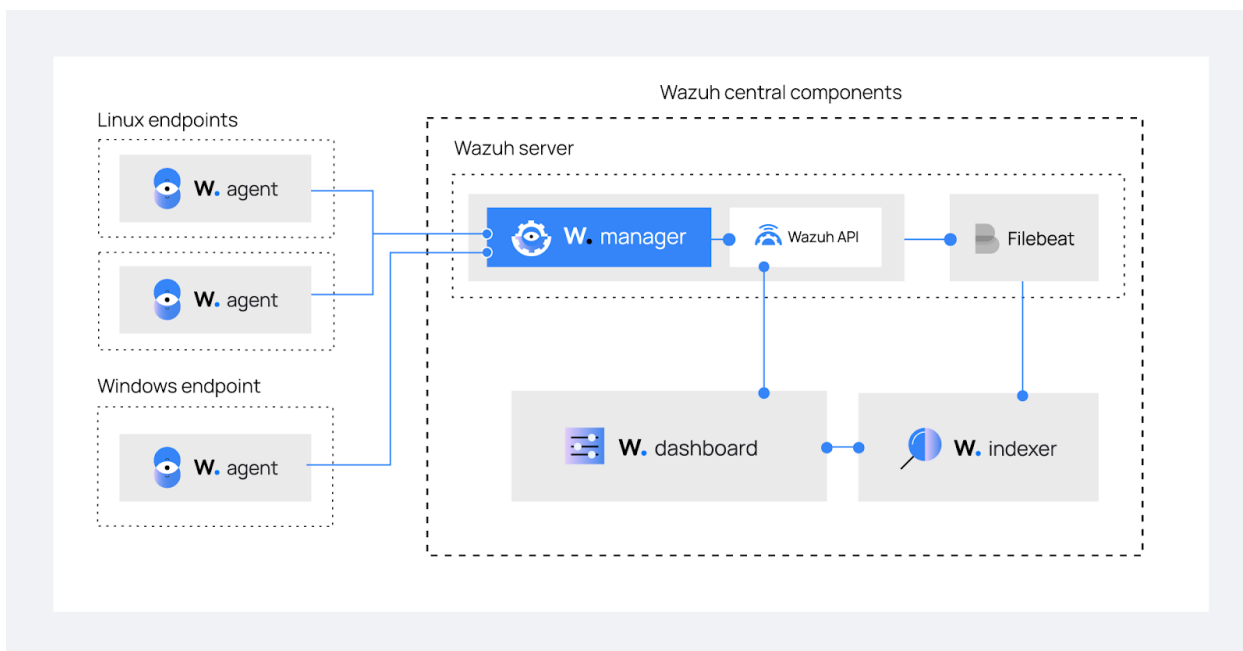 Wazuh central components
Linux endpoints
Wazuh server
W. agent
W. manager
Wazuh API
Filebeat
W. agent
Windows endpoint
W. agent
W. dashboard
W. indexer